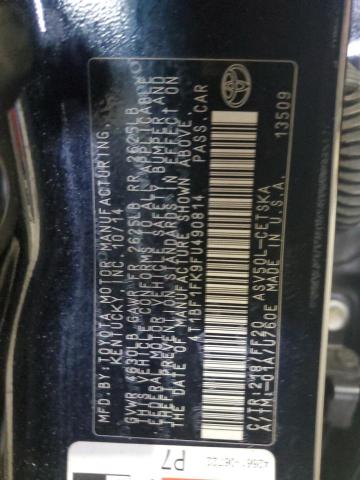 MFD. BY: TOYOTA MOTOR MANUFACTURING,
KENTUCKY, INC. 10/14
GVWR 4630LB GAWR FR 2625LB RR 2625LB
THIS VEHICLE CONFORMS TO ALL APPLICABLE
FEDERAL MOTOR VEHICLE SAFETY, BUMPER, AND
THEFT PREVENTION STANDARDS IN EFFECT ON
THE DATE OF MANUFACTURE SHOWN ABOVE.
4T1BF1FK9FU490814 PASS. CAR
C/TR: 218/FF20 ASV50L-CETSKA
A/TM: -01A/U760E MADE IN U.S.A.
13509
TOYOTA
P7